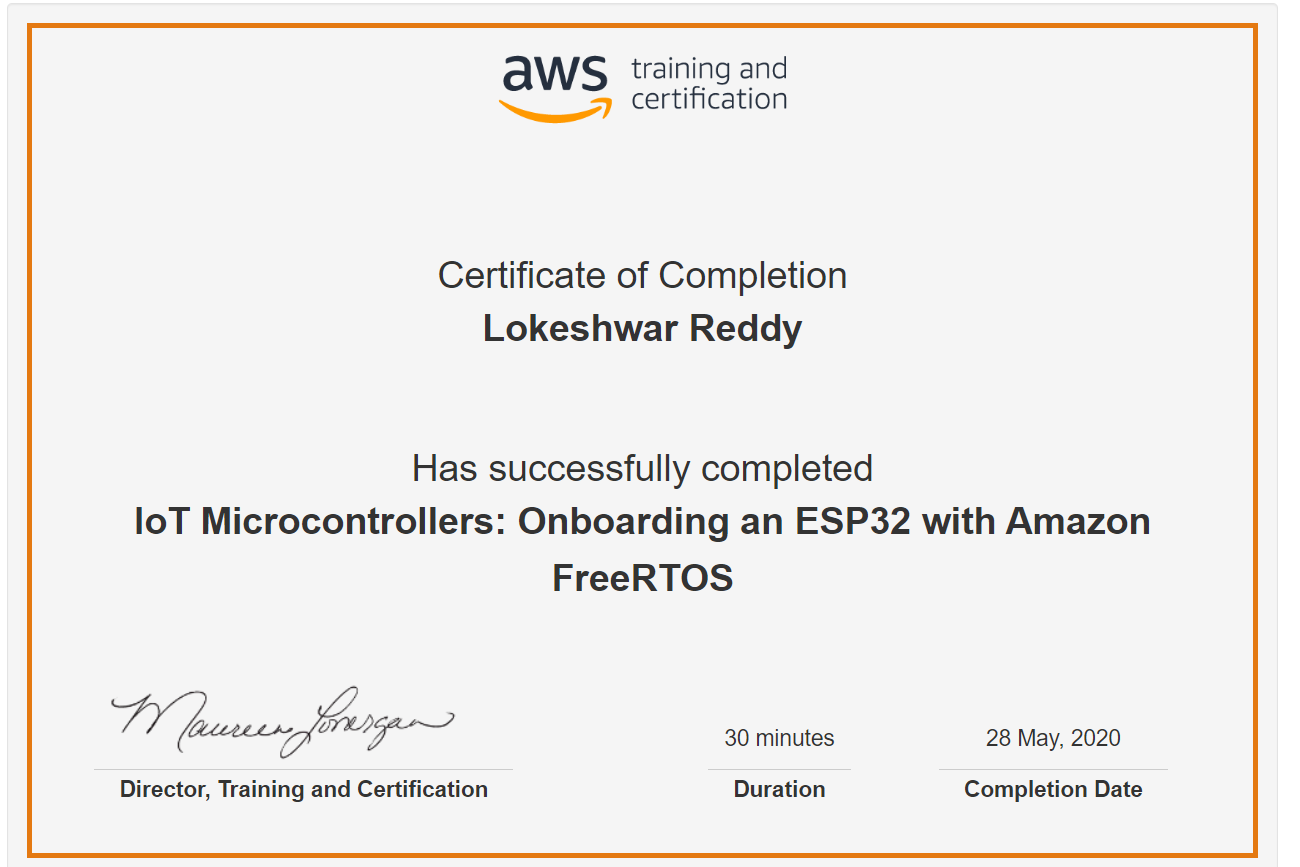 aws training and
certification
Certificate of Completion
Lokeshwar Reddy
Has successfully completed
IoT Microcontrollers: Onboarding an ESP32 with Amazon
FreeRTOS
Maureen Lonergan
30 minutes
28 May, 2020
Director, Training and Certification
Duration
Completion Date